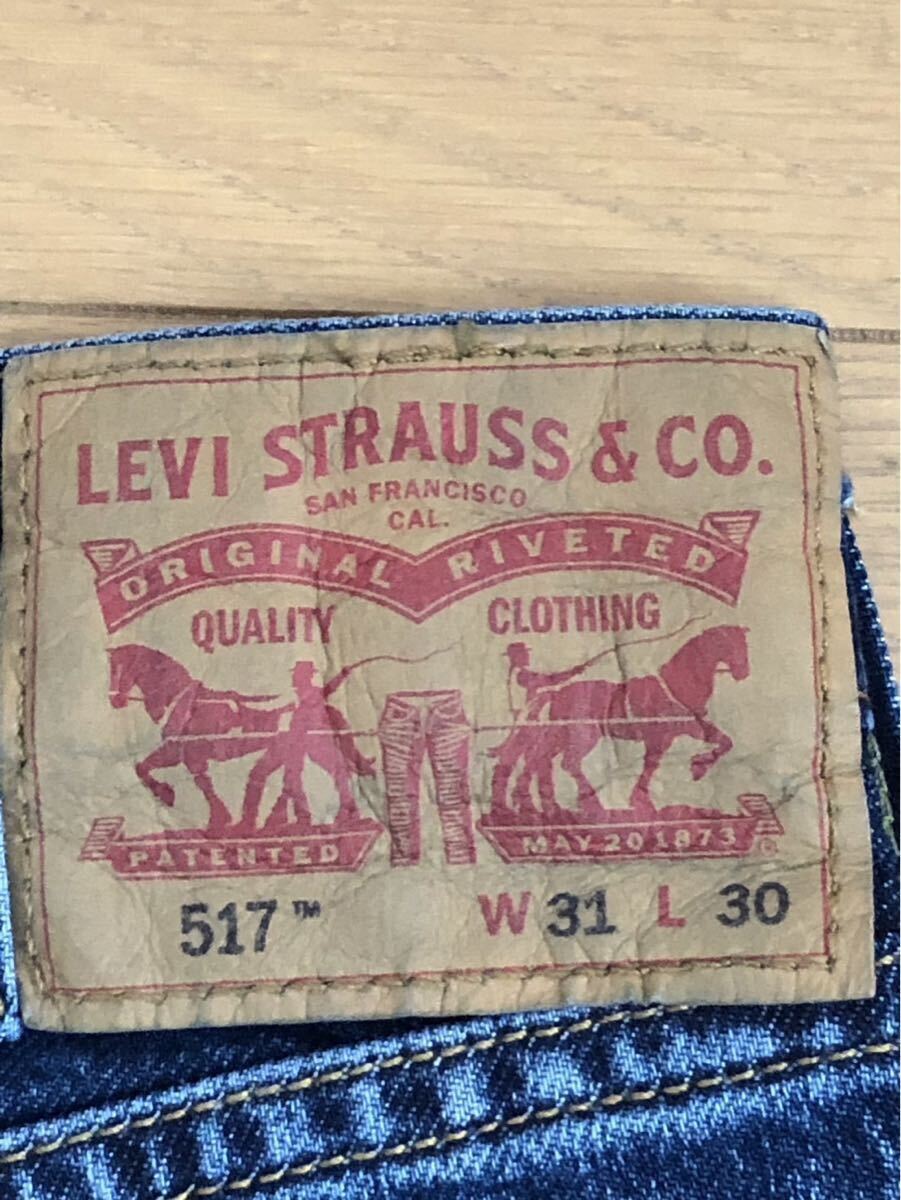 LEVI STRAUSS & CO.
SAN FRANCISCO
CAL.
ORIGINAL RIVETED
QUALITY CLOTHING
PATENTED MAY 20 1873 ®
517™ W 31 L 30